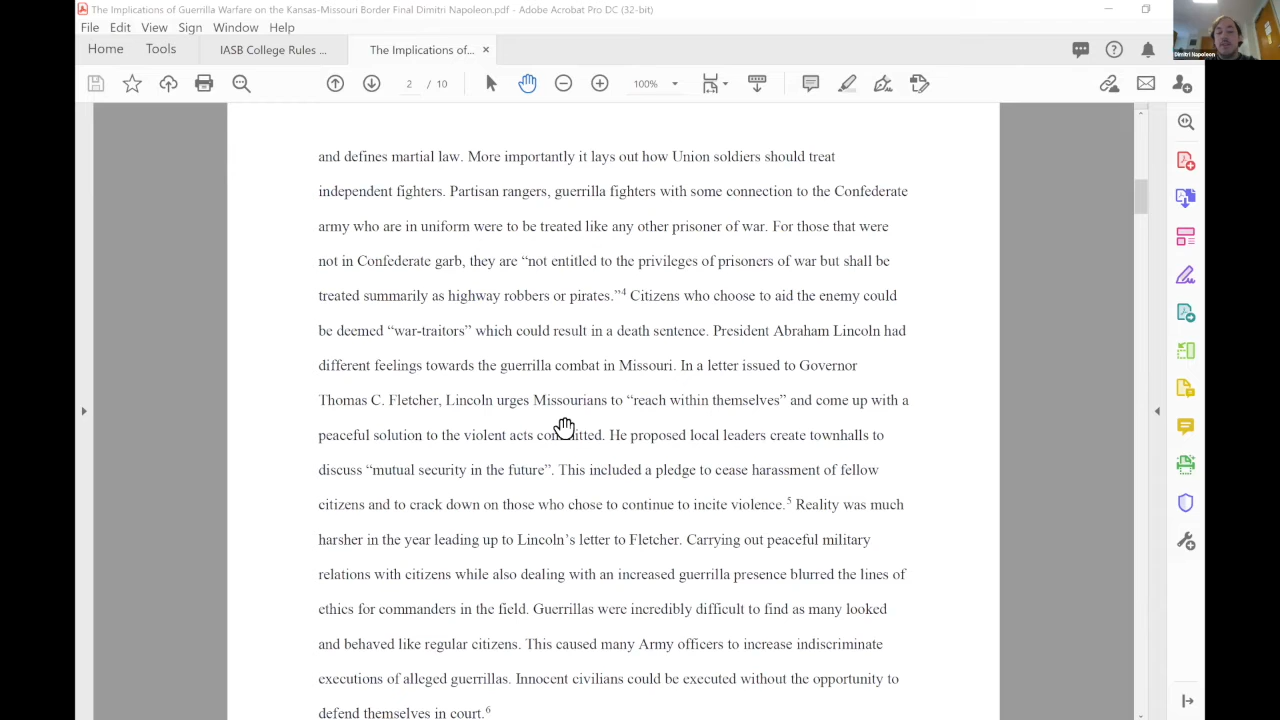 The Implications of Guerrilla Warfare on the Kansas-Missouri Border Final Dimitri Napoleon.pdf - Adobe Acrobat Pro DC (32-bit)
File Edit View Sign Window Help
Home Tools IASB College Rules ... The Implications of... ×
2 / 10 100%
Dimitri Napoleon
and defines martial law. More importantly it lays out how Union soldiers should treat
independent fighters. Partisan rangers, guerrilla fighters with some connection to the Confederate
army who are in uniform were to be treated like any other prisoner of war. For those that were
not in Confederate garb, they are “not entitled to the privileges of prisoners of war but shall be
treated summarily as highway robbers or pirates.”4 Citizens who choose to aid the enemy could
be deemed “war-traitors” which could result in a death sentence. President Abraham Lincoln had
different feelings towards the guerrilla combat in Missouri. In a letter issued to Governor
Thomas C. Fletcher, Lincoln urges Missourians to “reach within themselves” and come up with a
peaceful solution to the violent acts committed. He proposed local leaders create townhalls to
discuss “mutual security in the future”. This included a pledge to cease harassment of fellow
citizens and to crack down on those who chose to continue to incite violence.5 Reality was much
harsher in the year leading up to Lincoln’s letter to Fletcher. Carrying out peaceful military
relations with citizens while also dealing with an increased guerrilla presence blurred the lines of
ethics for commanders in the field. Guerrillas were incredibly difficult to find as many looked
and behaved like regular citizens. This caused many Army officers to increase indiscriminate
executions of alleged guerrillas. Innocent civilians could be executed without the opportunity to
defend themselves in court.6